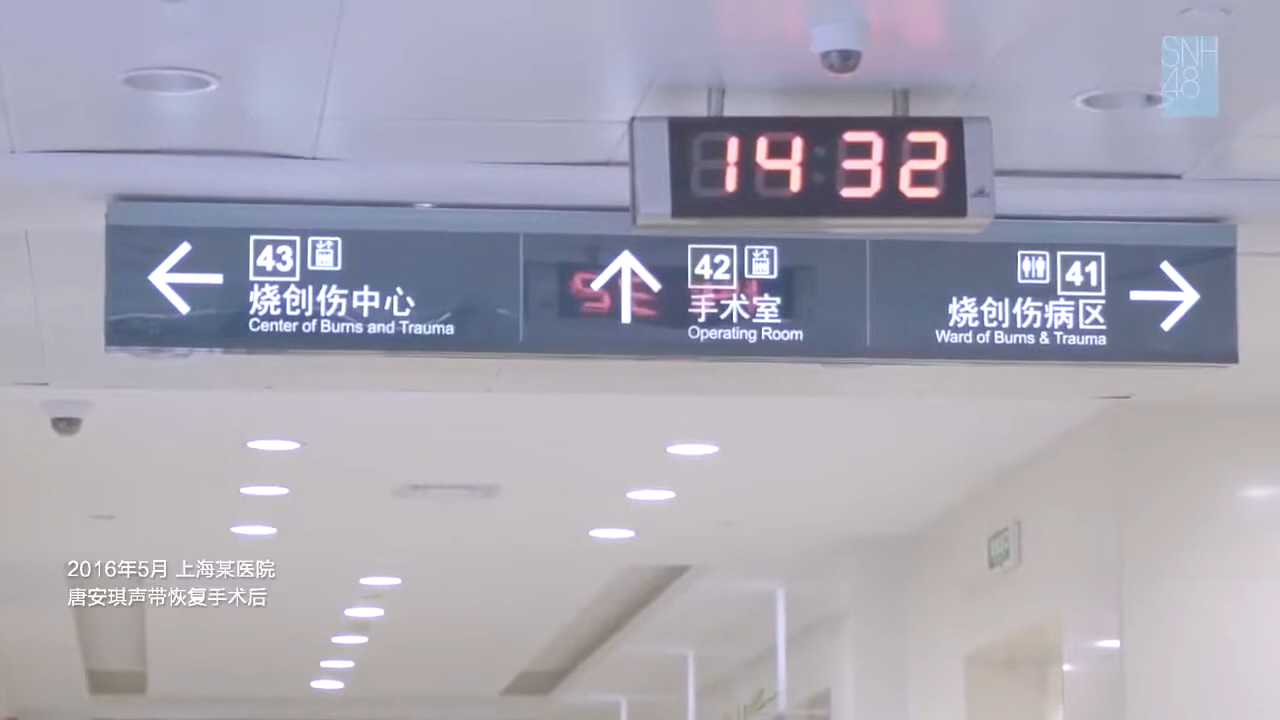 SNH
48
14:32
43
烧创伤中心
Center of Burns and Trauma
42
手术室
Operating Room
41
烧创伤病区
Ward of Burns & Trauma
2016年5月 上海某医院
唐安琪声带恢复手术后